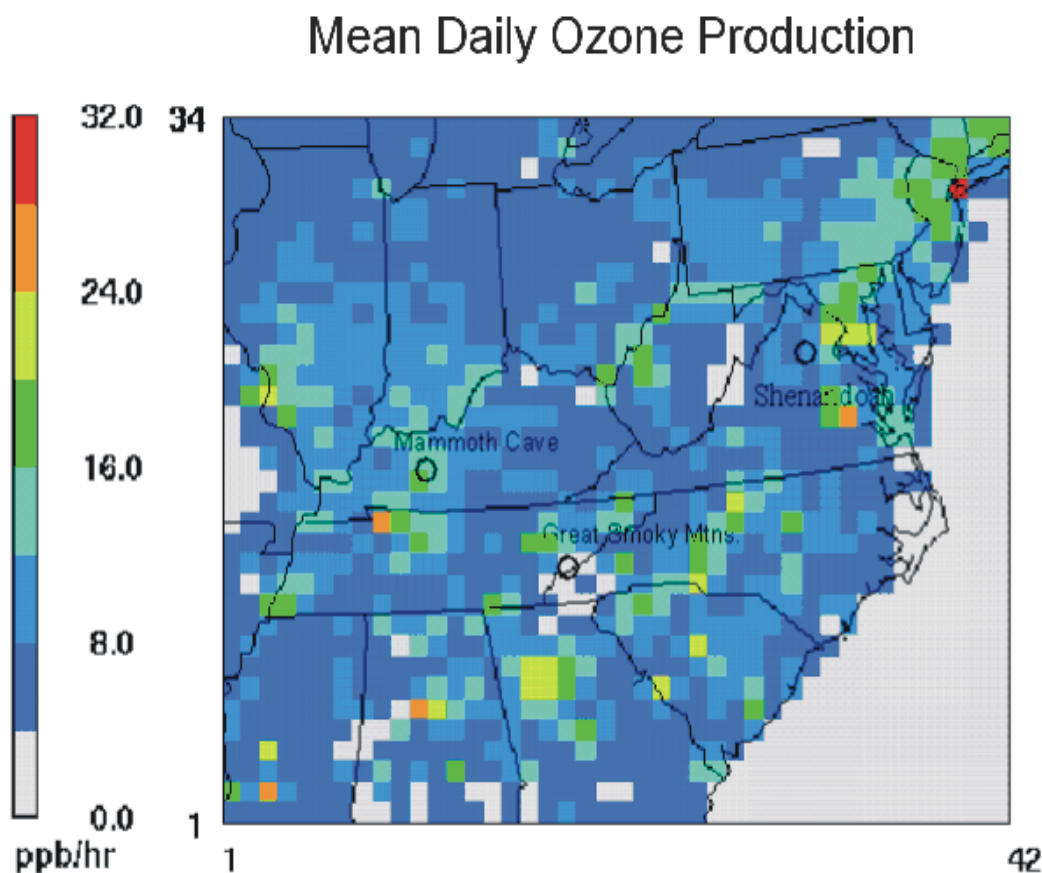 Mean Daily Ozone Production
32.0
34
24.0
Shenandoah
16.0
Mammoth Cave
Great Smoky Mtns.
8.0
0.0
1
ppb/hr
1
42